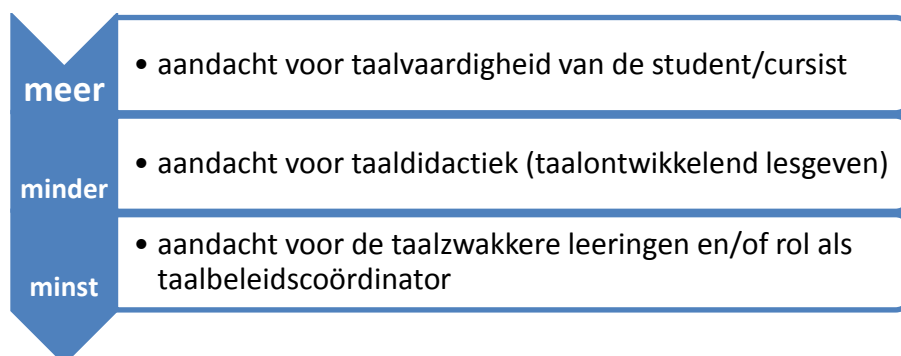 meer
• aandacht voor taalvaardigheid van de student/cursist
minder
• aandacht voor taaldidactiek (taalontwikkelend lesgeven)
minst
• aandacht voor de taalzwakkere leeringen en/of rol als
taalbeleidscoördinator